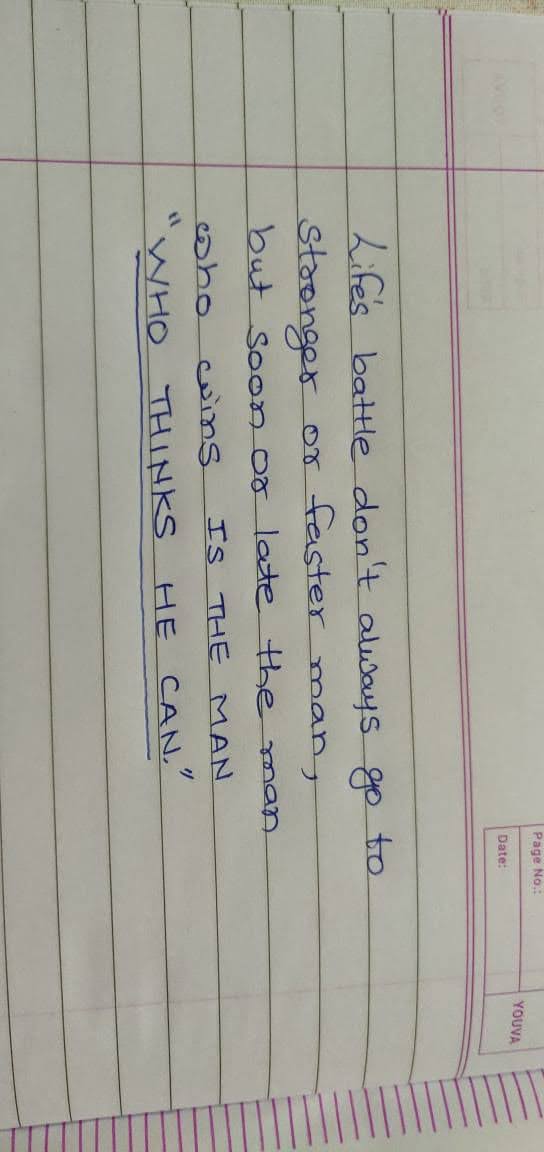 Page No.:
Date:
YOUVA
Life's battle don't always go to
stronger or faster man,
but soon or late the man
who wins IS THE MAN
"WHO THINKS HE CAN."